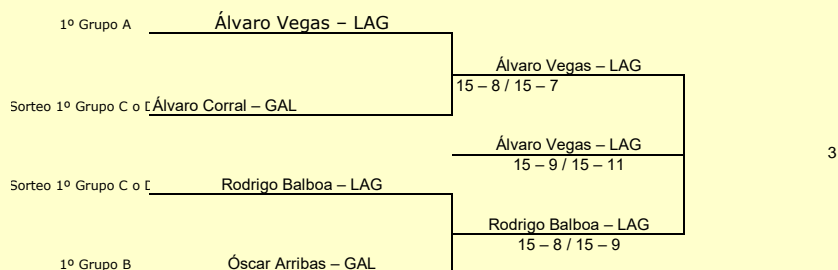 1º Grupo A Álvaro Vegas – LAG
Álvaro Vegas – LAG
15 – 8 / 15 – 7
Sorteo 1º Grupo C o D Álvaro Corral – GAL
Álvaro Vegas – LAG
15 – 9 / 15 – 11
3
Sorteo 1º Grupo C o D Rodrigo Balboa – LAG
Rodrigo Balboa – LAG
15 – 8 / 15 – 9
1º Grupo B Óscar Arribas – GAL